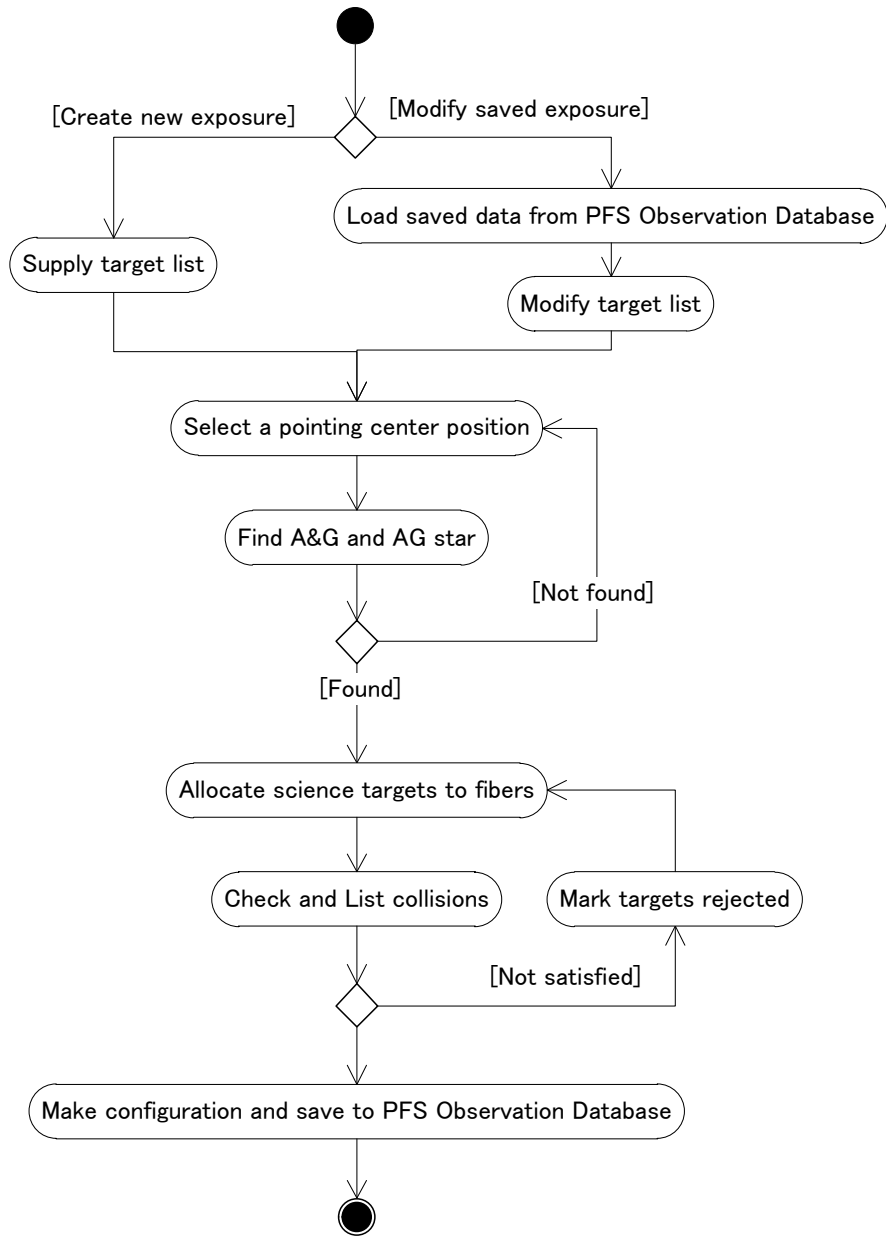 [Create new exposure]
[Modify saved exposure]
Load saved data from PFS Observation Database
Supply target list
Modify target list
Select a pointing center position
Find A&G and AG star
[Not found]
[Found]
Allocate science targets to fibers
Check and List collisions
Mark targets rejected
[Not satisfied]
Make configuration and save to PFS Observation Database